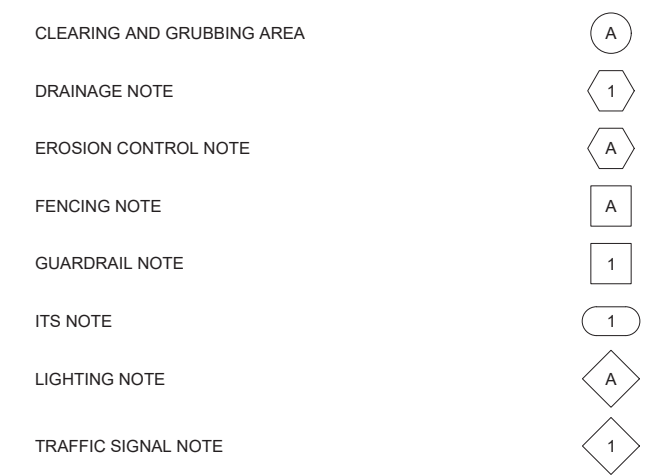 CLEARING AND GRUBBING AREA A
DRAINAGE NOTE 1
EROSION CONTROL NOTE A
FENCING NOTE A
GUARDRAIL NOTE 1
ITS NOTE 1
LIGHTING NOTE A
TRAFFIC SIGNAL NOTE 1